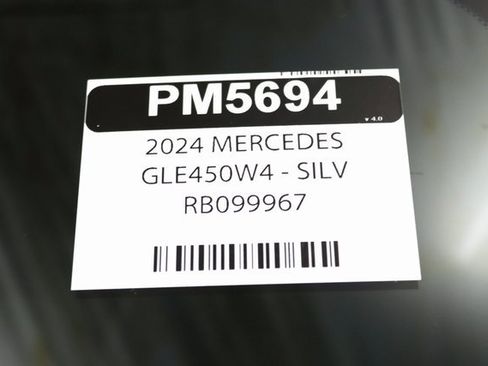 PM5694
v 4.0
2024 MERCEDES
GLE450W4 - SILV
RB099967